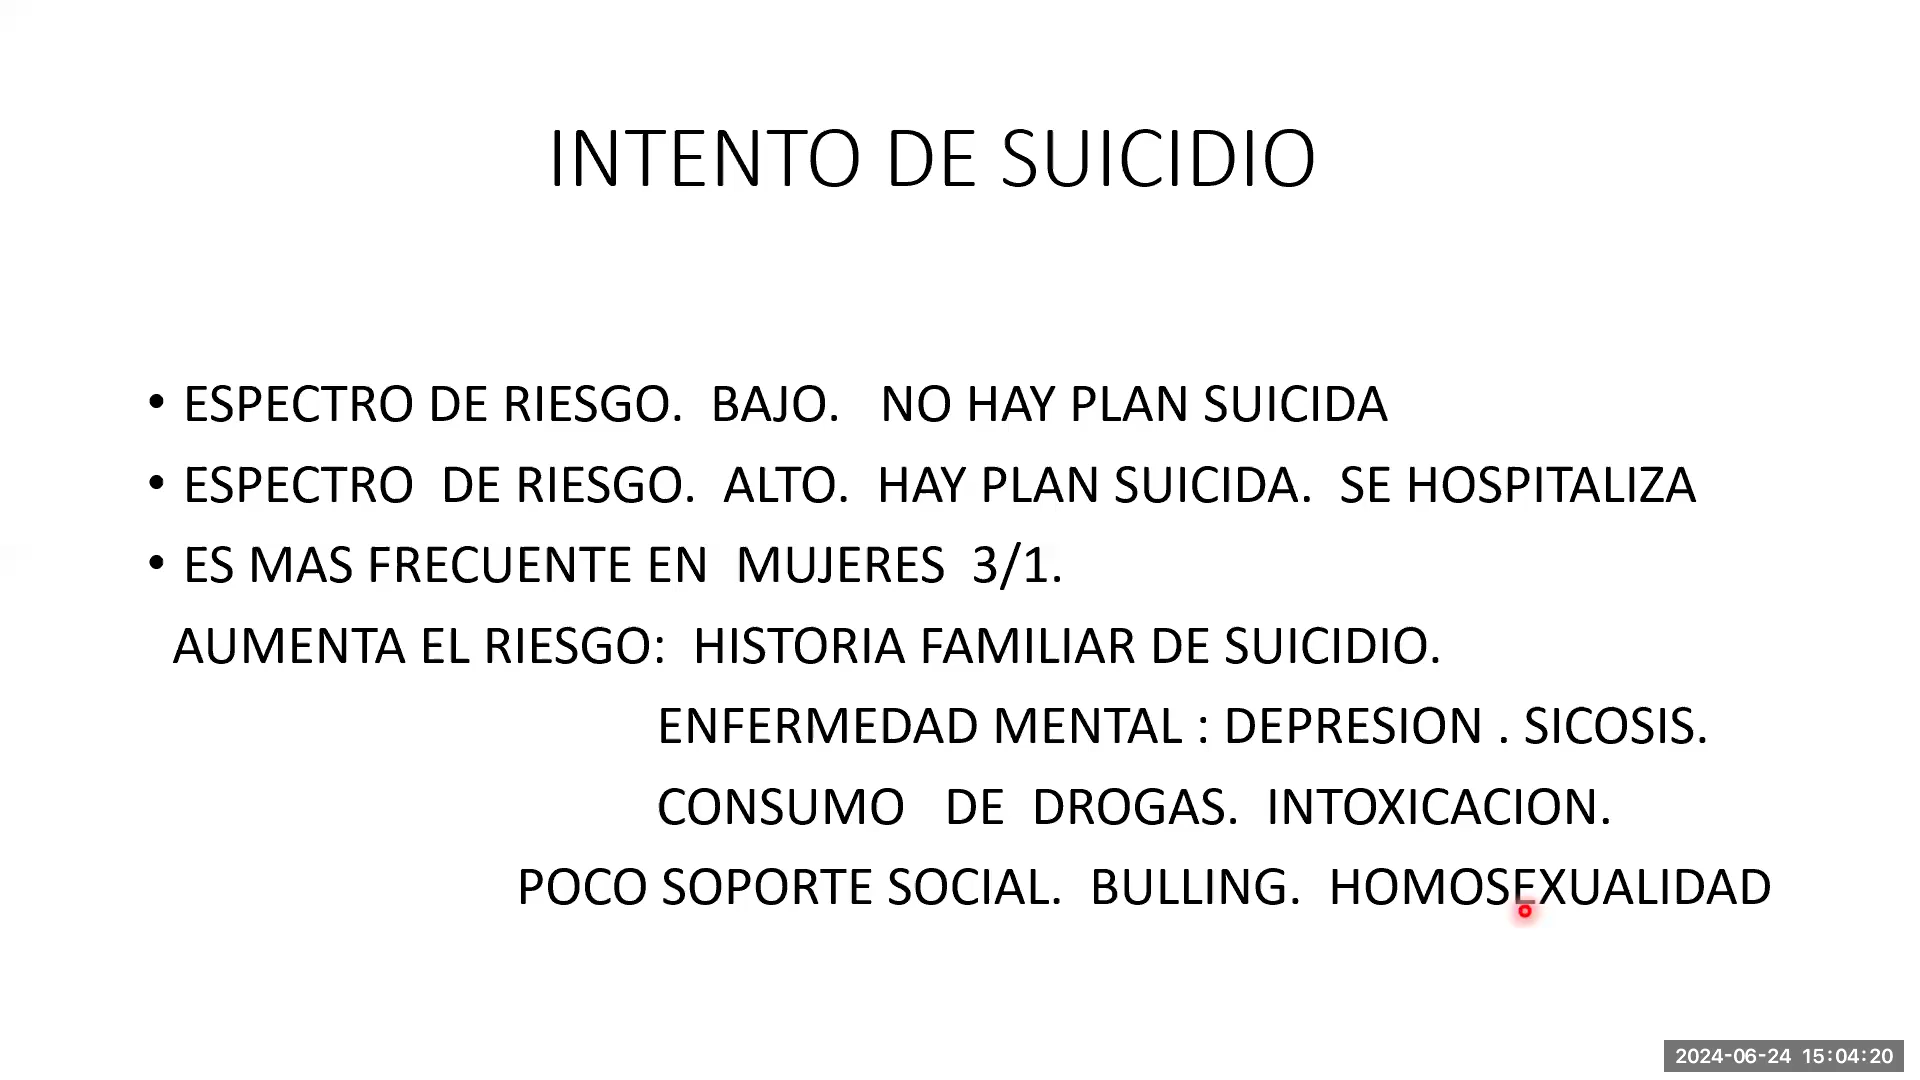 INTENTO DE SUICIDIO
• ESPECTRO DE RIESGO. BAJO. NO HAY PLAN SUICIDA
• ESPECTRO DE RIESGO. ALTO. HAY PLAN SUICIDA. SE HOSPITALIZA
• ES MAS FRECUENTE EN MUJERES 3/1.
AUMENTA EL RIESGO: HISTORIA FAMILIAR DE SUICIDIO.
ENFERMEDAD MENTAL : DEPRESION . SICOSIS.
CONSUMO DE DROGAS. INTOXICACION.
POCO SOPORTE SOCIAL. BULLING. HOMOSEXUALIDAD
2024-06-24 15:04:20